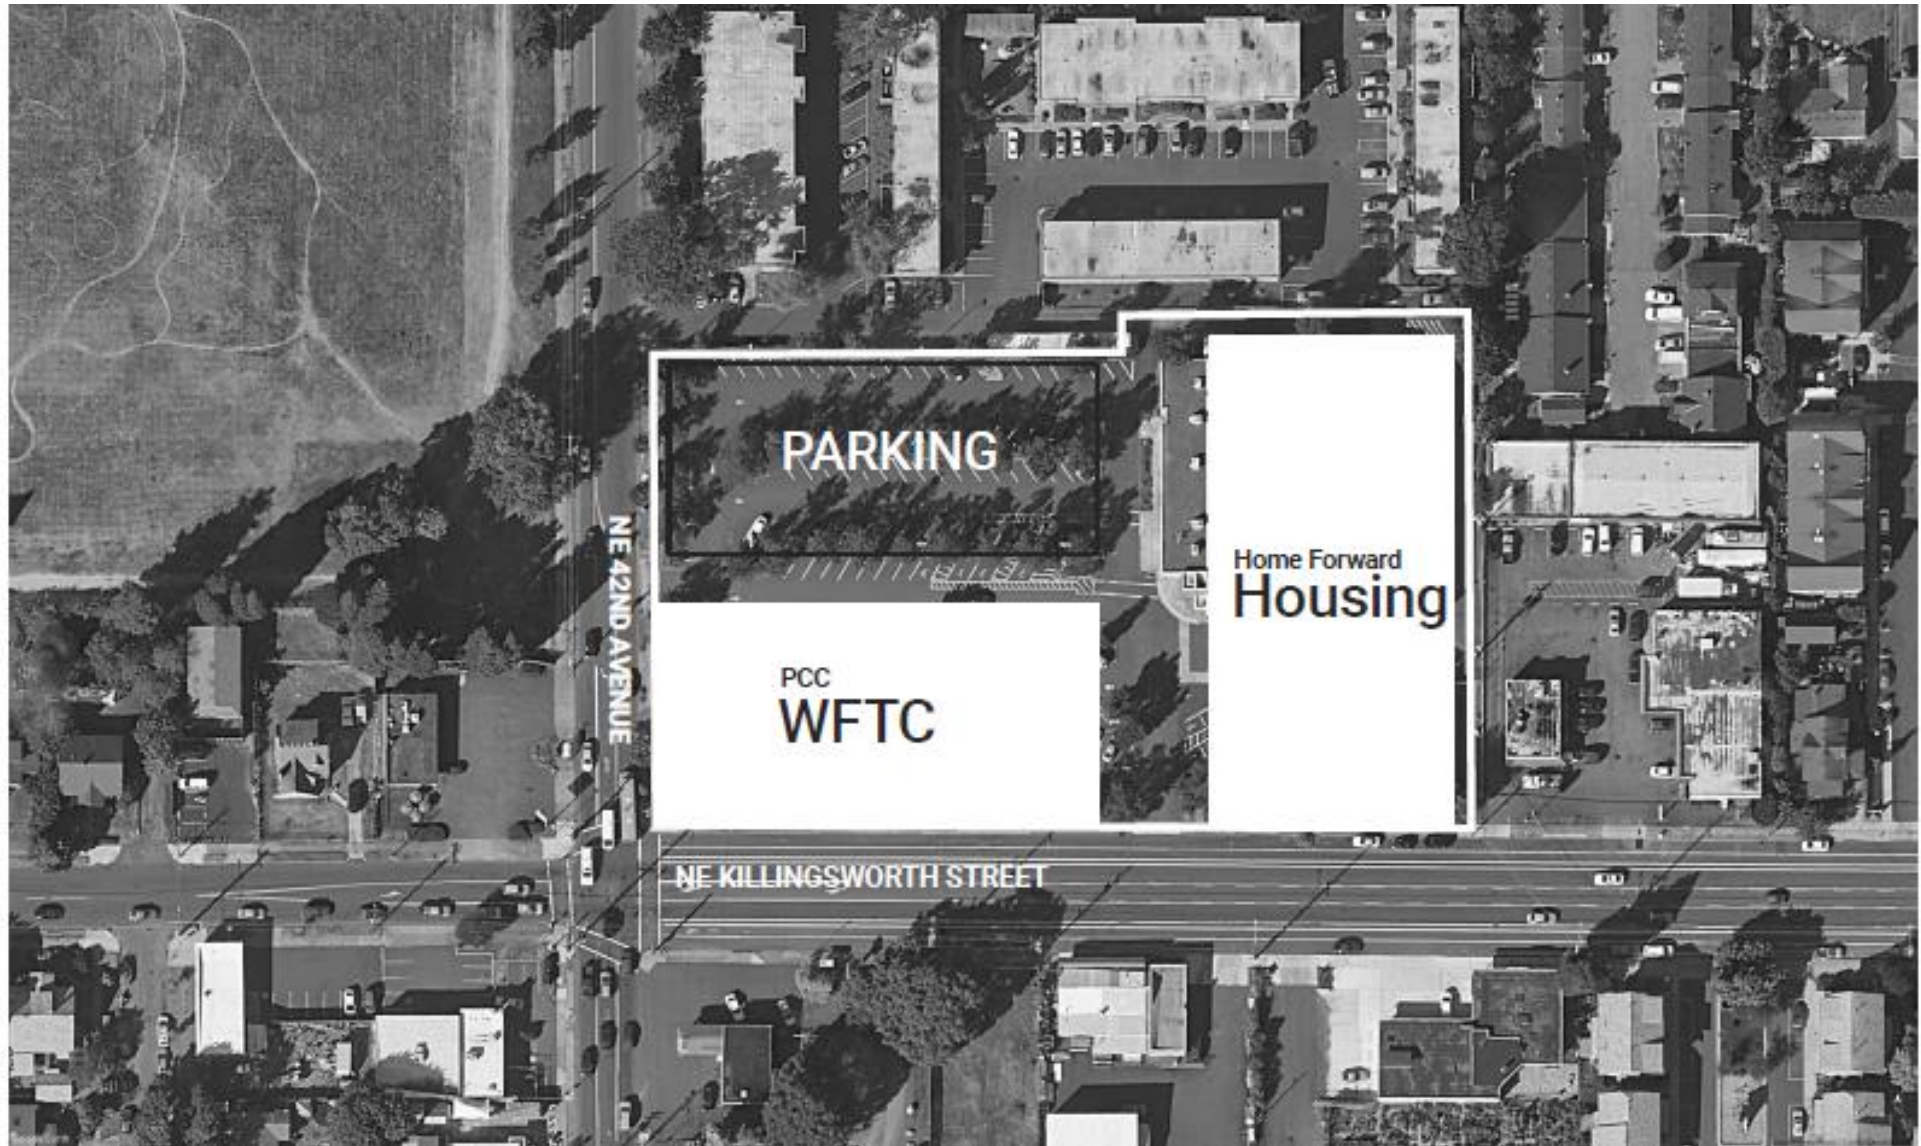 PARKING
NE 42ND AVENUE
Home Forward
Housing
PCC
WFTC
NE KILLINGSWORTH STREET